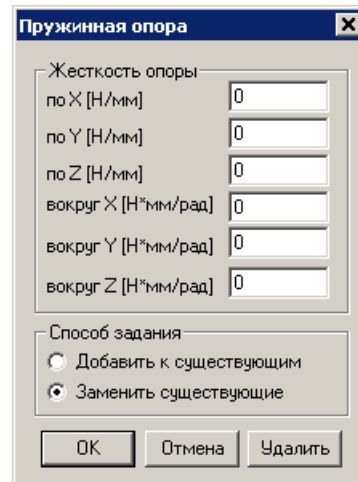 Пружинная опора
Жесткость опоры
по X [Н/мм] 0
по Y [Н/мм] 0
по Z [Н/мм] 0
вокруг X [Н*мм/рад] 0
вокруг Y [Н*мм/рад] 0
вокруг Z [Н*мм/рад] 0
Способ задания
Добавить к существующим
Заменить существующие
OK Отмена Удалить